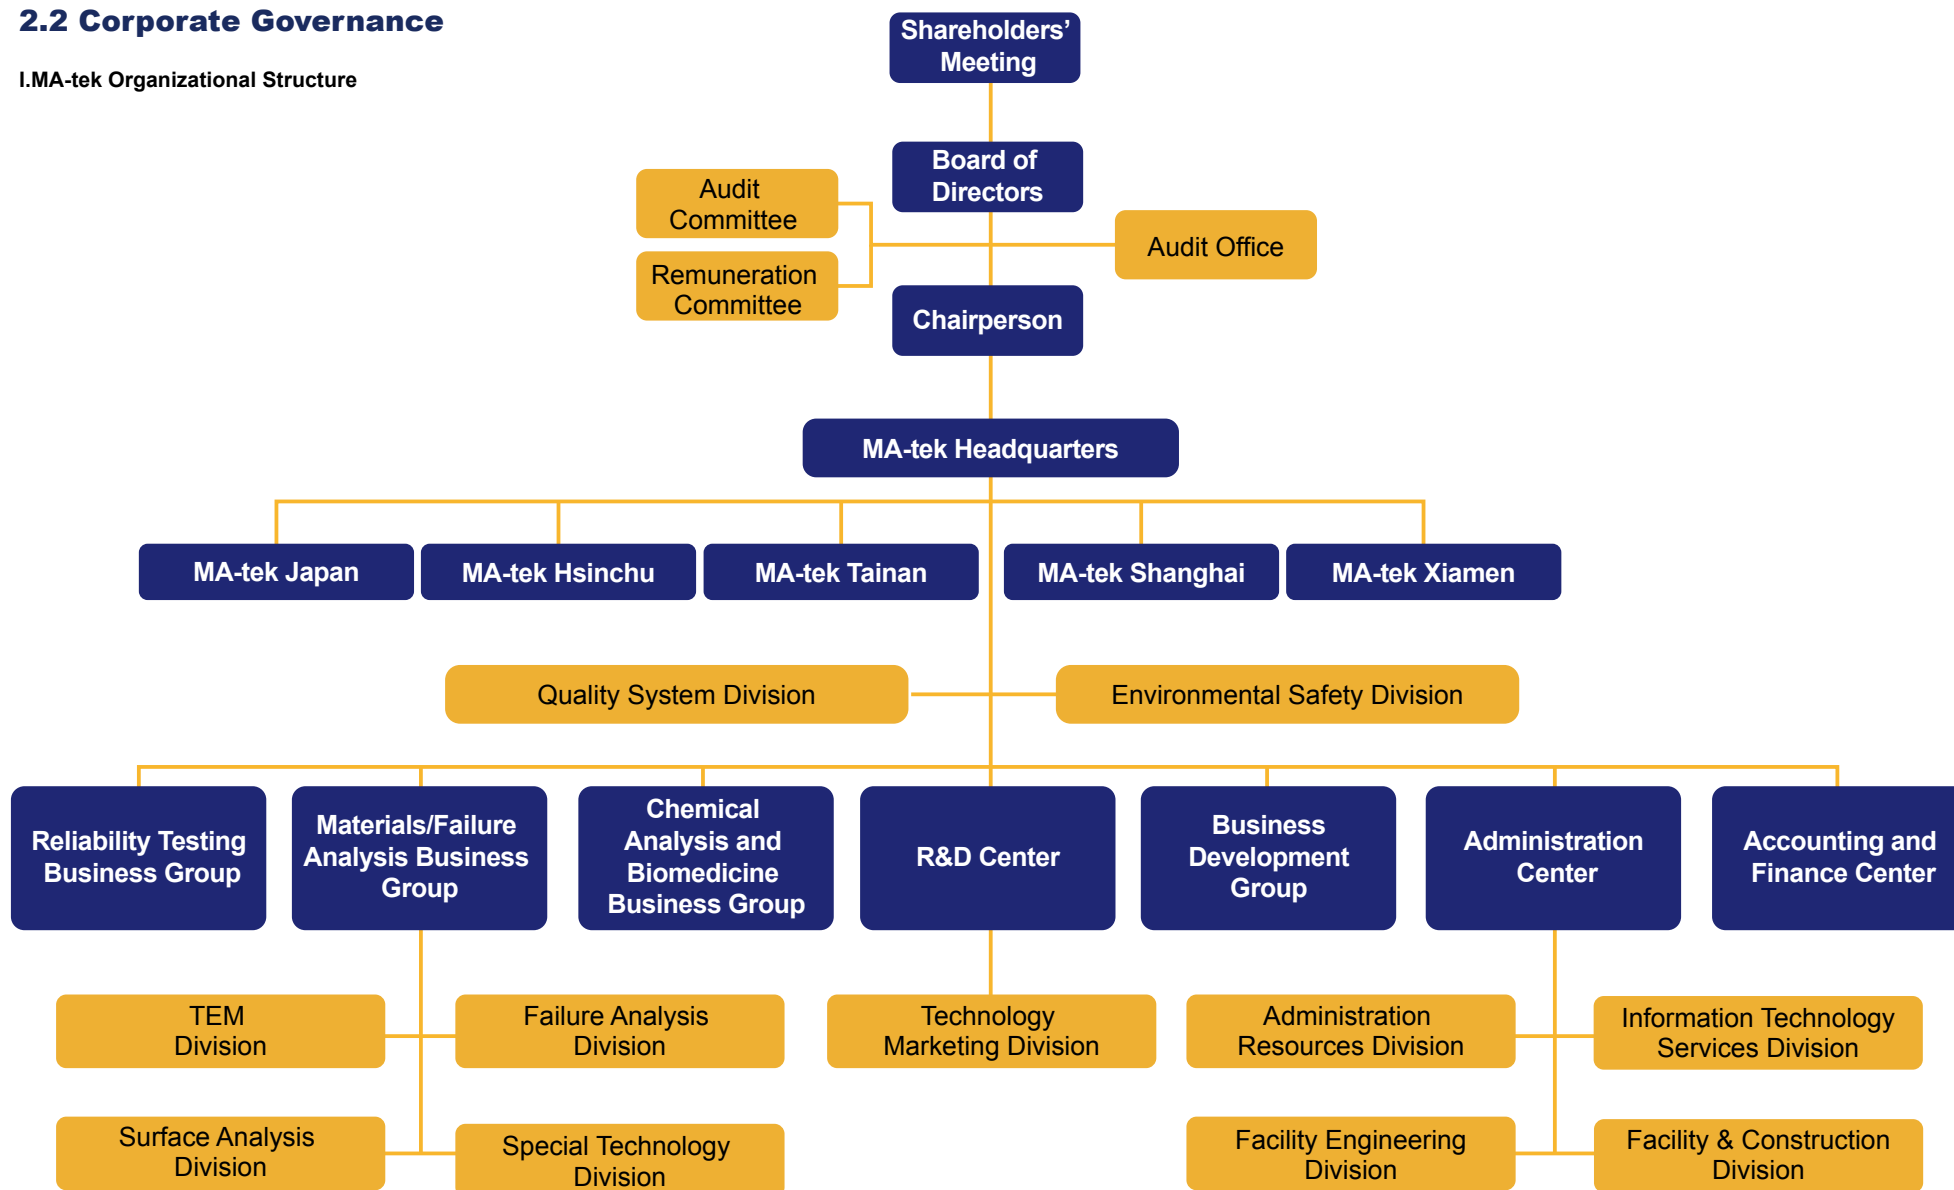 2.2 Corporate Governance
I.MA-tek Organizational Structure
Shareholders’
Meeting
Board of
Directors
Audit
Committee
Audit Office
Remuneration
Committee
Chairperson
MA-tek Headquarters
MA-tek Japan
MA-tek Hsinchu
MA-tek Tainan
MA-tek Shanghai
MA-tek Xiamen
Quality System Division
Environmental Safety Division
Reliability Testing
Business Group
Materials/Failure
Analysis Business
Group
Chemical
Analysis and
Biomedicine
Business Group
R&D Center
Business
Development
Group
Administration
Center
Accounting and
Finance Center
TEM
Division
Failure Analysis
Division
Technology
Marketing Division
Administration
Resources Division
Information Technology
Services Division
Surface Analysis
Division
Special Technology
Division
Facility Engineering
Division
Facility & Construction
Division